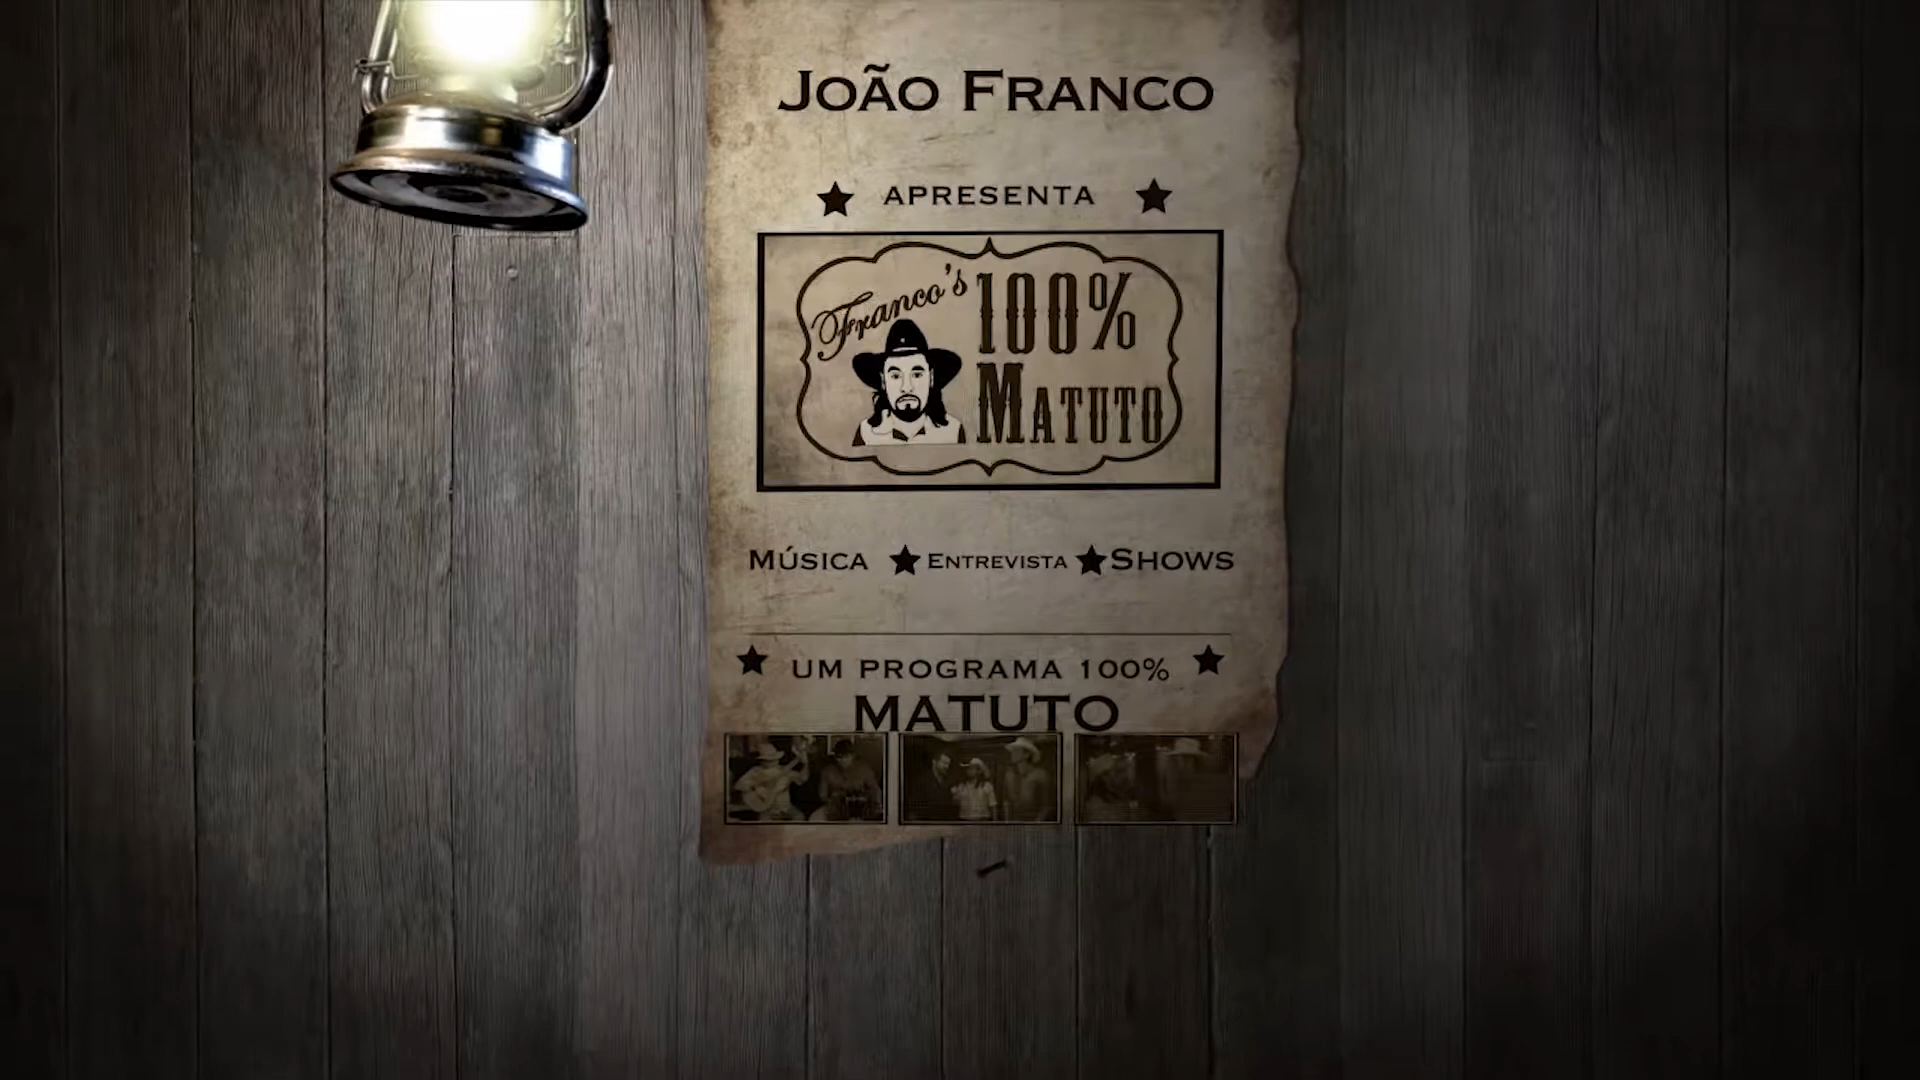 João Franco
APRESENTA
Franco's 100%
Matuto
Música Entrevista Shows
UM PROGRAMA 100%
MATUTO